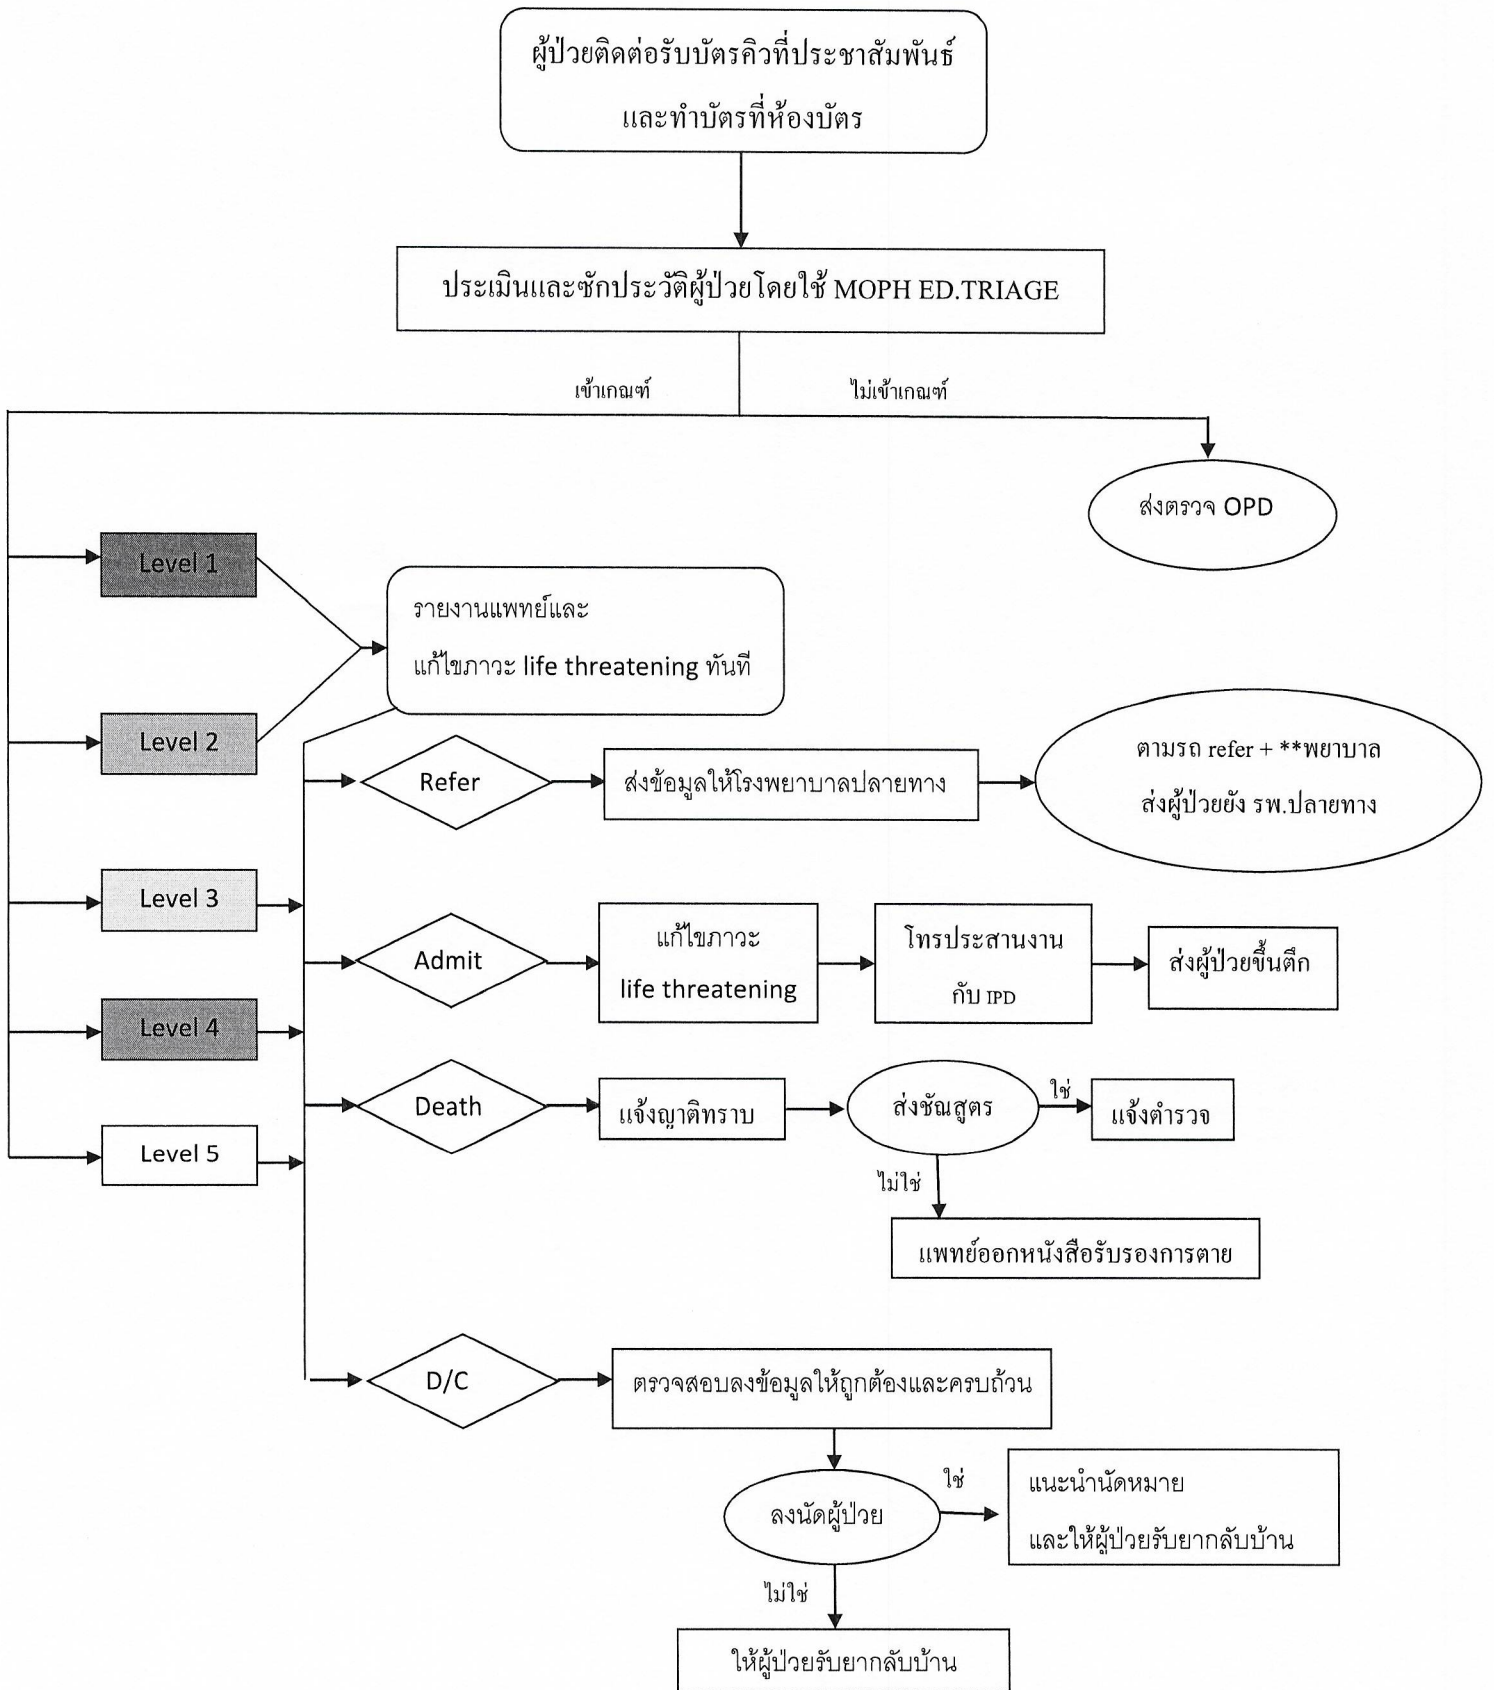 ผู้ป่วยติดต่อรับบัตรคิวที่ประชาสัมพันธ์
และทำบัตรที่ห้องบัตร
ประเมินและซักประวัติผู้ป่วยโดยใช้ MOPH ED.TRIAGE
เข้าเกณฑ์
ไม่เข้าเกณฑ์
ส่งตรวจ OPD
Level 1
รายงานแพทย์และ
แก้ไขภาวะ life threatening ทันที
Level 2
Refer
ส่งข้อมูลให้โรงพยาบาลปลายทาง
ตามรถ refer + **พยาบาล
ส่งผู้ป่วยยัง รพ.ปลายทาง
Level 3
Admit
แก้ไขภาวะ
life threatening
โทรประสานงาน
กับ IPD
ส่งผู้ป่วยขึ้นตึก
Level 4
Death
แจ้งญาติทราบ
ส่งชัณสูตร
ใช่
แจ้งตำรวจ
ไม่ใช่
แพทย์ออกหนังสือรับรองการตาย
Level 5
D/C
ตรวจสอบลงข้อมูลให้ถูกต้องและครบถ้วน
ลงนัดผู้ป่วย
ใช่
แนะนำนัดหมาย
และให้ผู้ป่วยรับยากลับบ้าน
ไม่ใช่
ให้ผู้ป่วยรับยากลับบ้าน